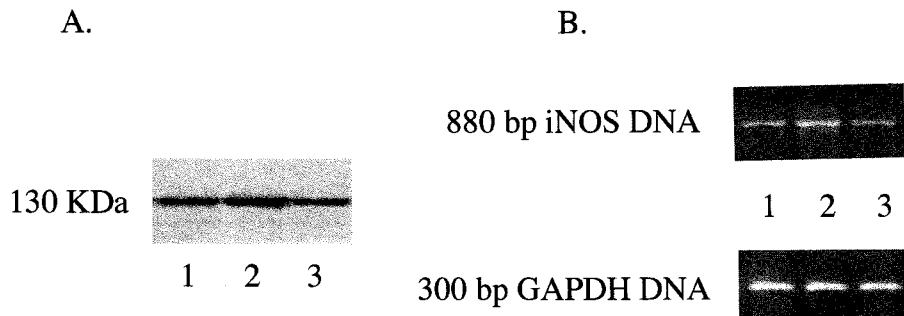 A.
130 KDa
1 2 3
B.
880 bp iNOS DNA
1 2 3
300 bp GAPDH DNA